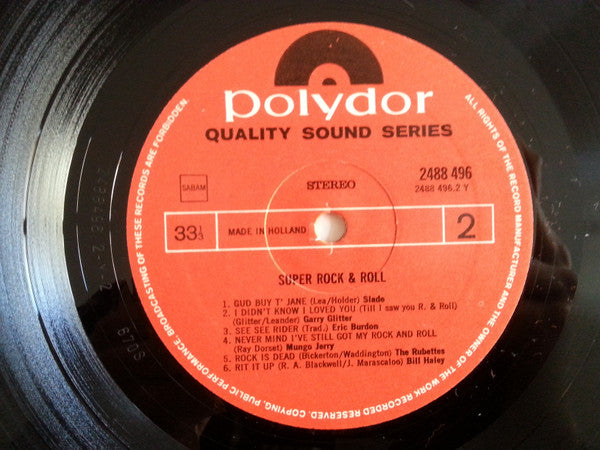 polydor
QUALITY SOUND SERIES
SABAM
STEREO
2488 496
2488 496.2 Y
33 1/3
MADE IN HOLLAND
2
SUPER ROCK & ROLL
1. GUD BUY T' JANE (Lea/Holder) Slade
2. I DIDN'T KNOW I LOVED YOU (Till I saw you R. & Roll)
(Glitter/Leander) Garry Glitter
3. SEE SEE RIDER (Trad.) Eric Burdon
4. NEVER MIND I'VE STILL GOT MY ROCK AND ROLL
(Ray Dorset) Mungo Jerry
5. ROCK IS DEAD (Bickerton/Waddington) The Rubettes
6. RIT IT UP (R. A. Blackwell/J. Marascaloo) Bill Haley
ALL RIGHTS OF THE RECORD MANUFACTURER AND OF THE OWNER OF THE WORK RECORDED RESERVED. COPYING, PUBLIC PERFORMANCE, BROADCASTING OF THESE RECORDS ARE FORBIDDEN.